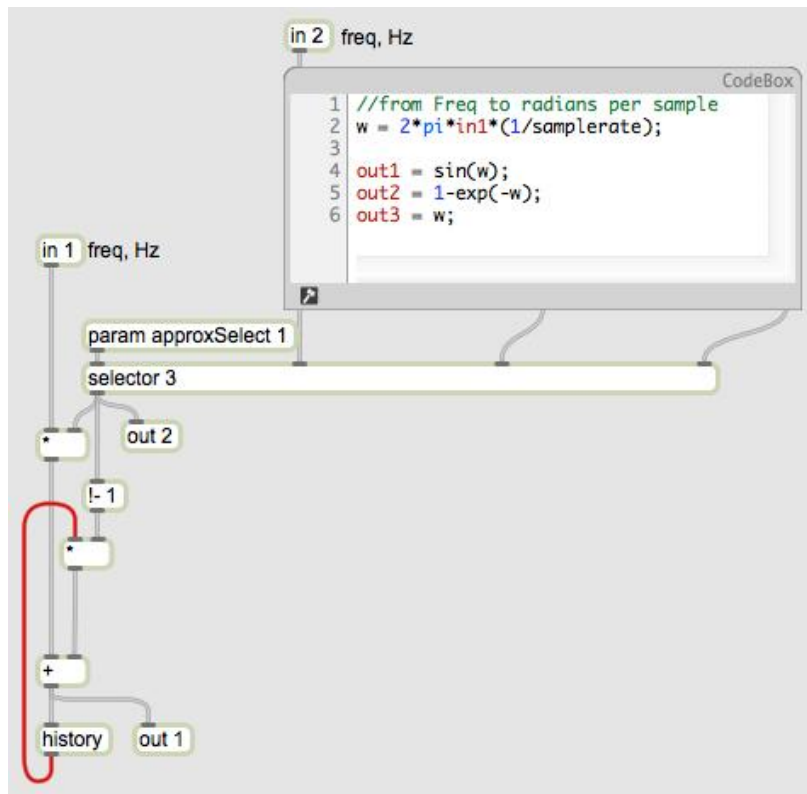 in 2 freq, Hz
CodeBox
1 //from Freq to radians per sample
2 w = 2*pi*in1*(1/samplerate);
3
4 out1 = sin(w);
5 out2 = 1-exp(-w);
6 out3 = w;
in 1 freq, Hz
param approxSelect 1
selector 3
* out 2
!- 1
*
+
history out 1